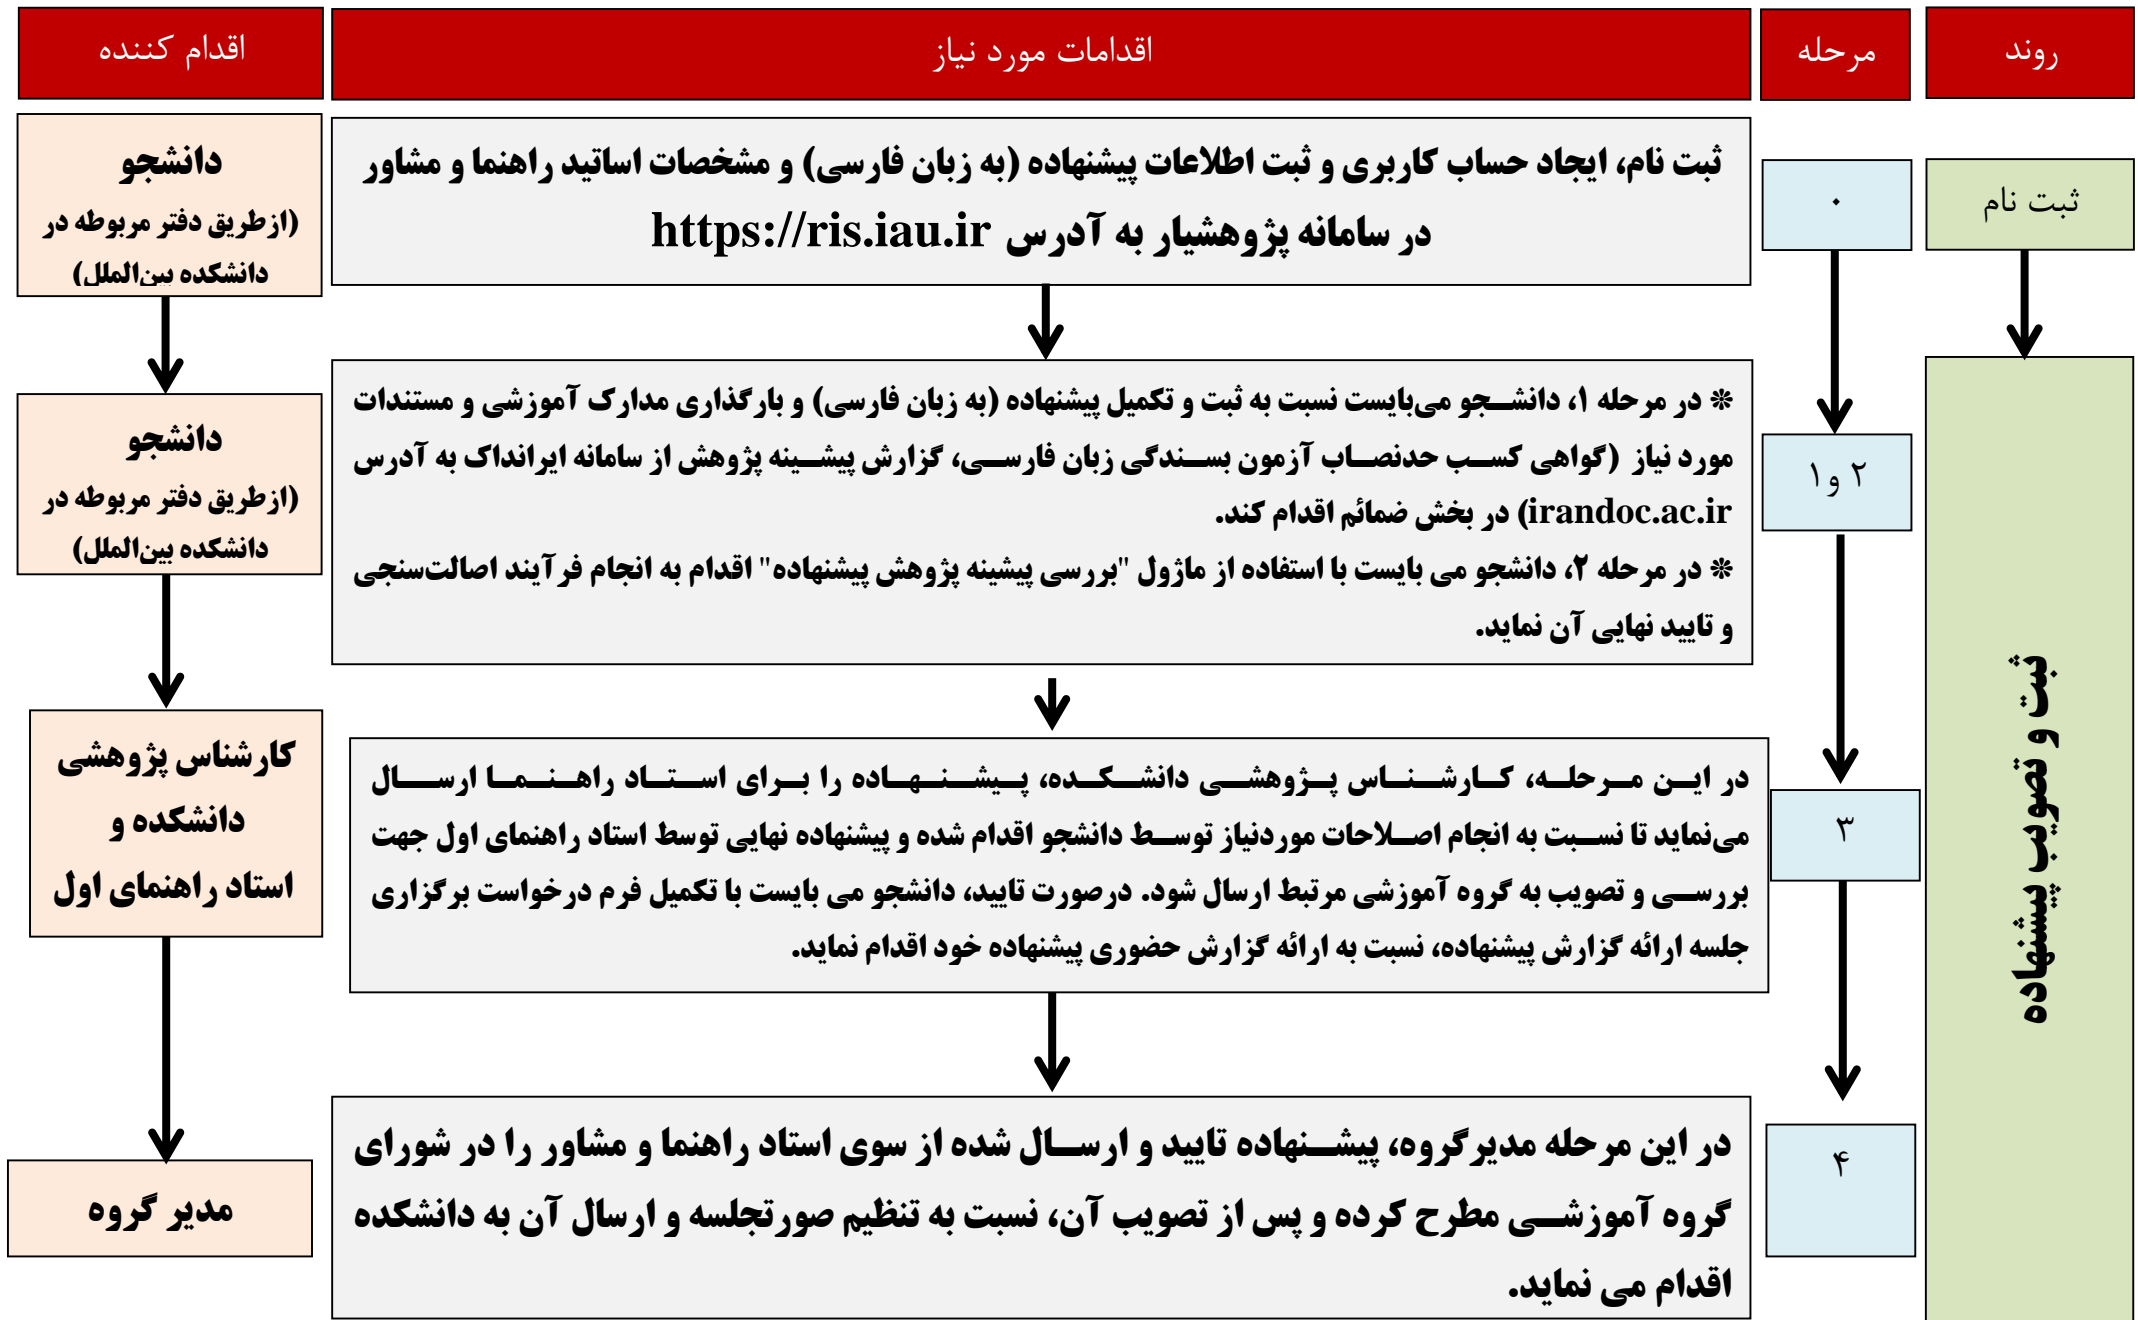 روند
مرحله
اقدامات مورد نیاز
اقدام کننده
ثبت نام
۰
ثبت نام، ایجاد حساب کاربری و ثبت اطلاعات پیشنهاده (به زبان فارسی) و مشخصات اساتید راهنما و مشاور
در سامانه پژوهشیار به آدرس https://ris.iau.ir
دانشجو
(ازطریق دفتر مربوطه در
دانشکده بین‌الملل)
ثبت و تصویب پیشنهاده
۱و ۲
* در مرحله ۱، دانشجو می‌بایست نسبت به ثبت و تکمیل پیشنهاده (به زبان فارسی) و بارگذاری مدارک آموزشی و مستندات
مورد نیاز (گواهی کسب حدنصاب آزمون بسندگی زبان فارسی، گزارش پیشینه پژوهش از سامانه ایرانداک به آدرس
irandoc.ac.ir) در بخش ضمائم اقدام کند.
* در مرحله ۲، دانشجو می بایست با استفاده از ماژول "بررسی پیشینه پژوهش پیشنهاده" اقدام به انجام فرآیند اصالت‌سنجی
و تایید نهایی آن نماید.
دانشجو
(ازطریق دفتر مربوطه در
دانشکده بین‌الملل)
۳
در این مرحله، کارشناس پژوهشی دانشکده، پیشنهاده را برای استاد راهنما ارسال
می‌نماید تا نسبت به انجام اصلاحات موردنیاز توسط دانشجو اقدام شده و پیشنهاده نهایی توسط استاد راهنمای اول جهت
بررسی و تصویب به گروه آموزشی مرتبط ارسال شود. درصورت تایید، دانشجو می بایست با تکمیل فرم درخواست برگزاری
جلسه ارائه گزارش پیشنهاده، نسبت به ارائه گزارش حضوری پیشنهاده خود اقدام نماید.
کارشناس پژوهشی
دانشکده و
استاد راهنمای اول
۴
در این مرحله مدیرگروه، پیشنهاده تایید و ارسال شده از سوی استاد راهنما و مشاور را در شورای
گروه آموزشی مطرح کرده و پس از تصویب آن، نسبت به تنظیم صورتجلسه و ارسال آن به دانشکده
اقدام می نماید.
مدیر گروه